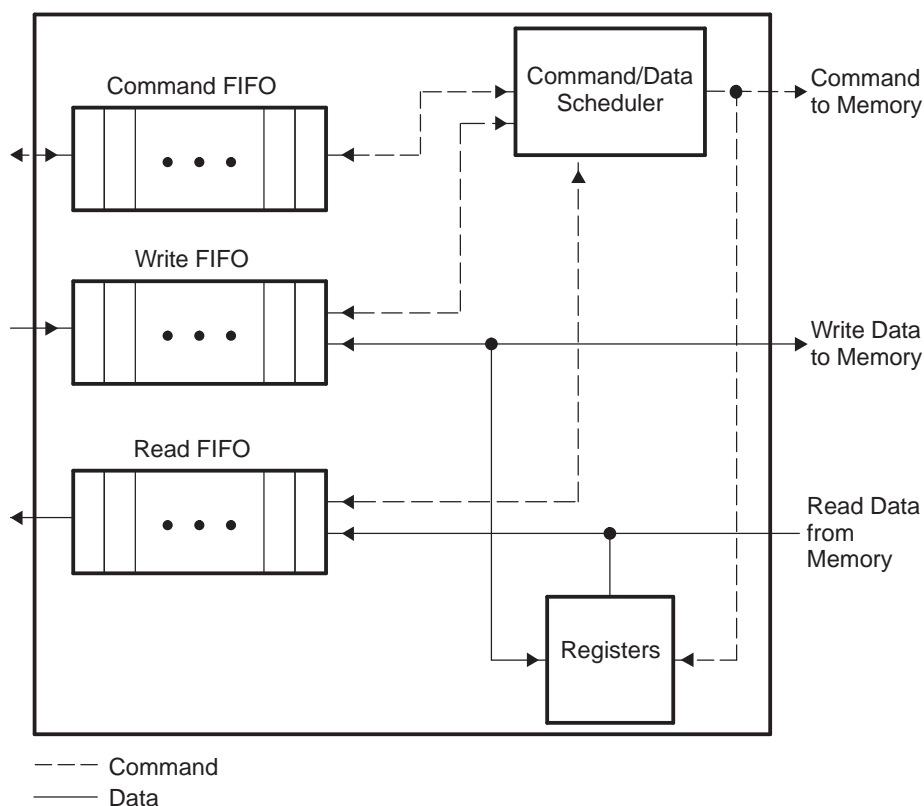 Command FIFO
Command/Data
Scheduler
Command
to Memory
Write FIFO
Write Data
to Memory
Read FIFO
Read Data
from
Memory
Registers
Command
Data